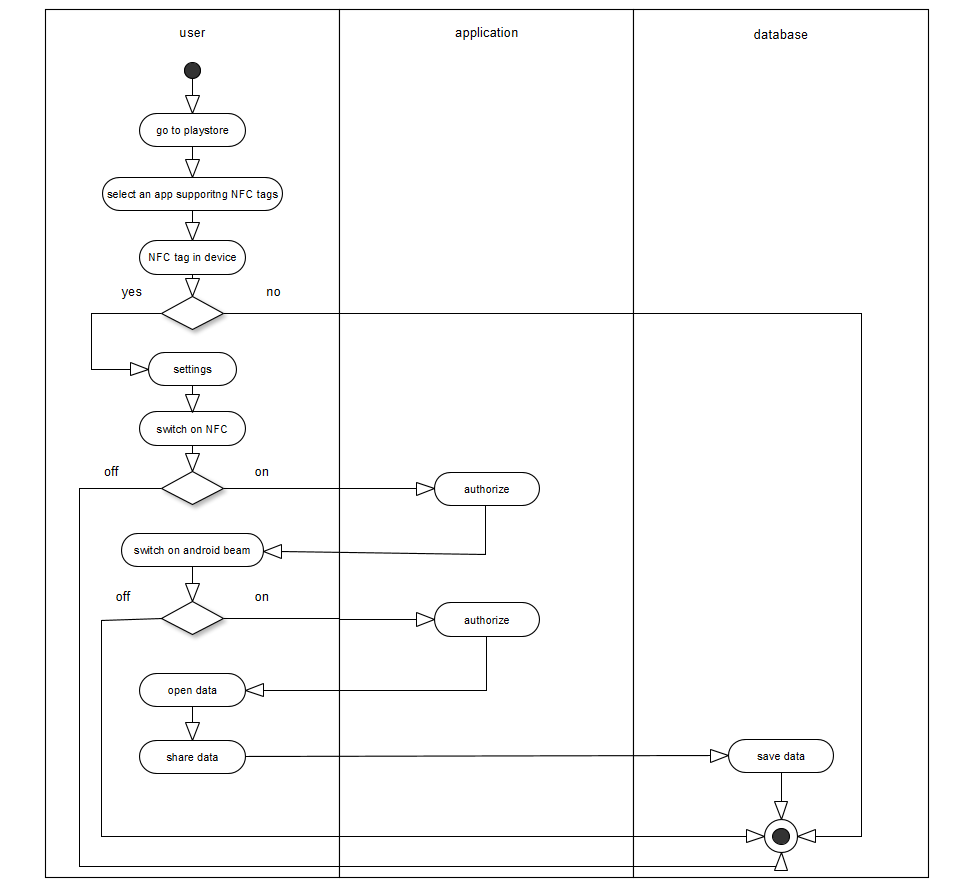 user
application
database
go to playstore
select an app supporitng NFC tags
NFC tag in device
yes
no
settings
switch on NFC
off
on
authorize
switch on android beam
off
on
authorize
open data
share data
save data